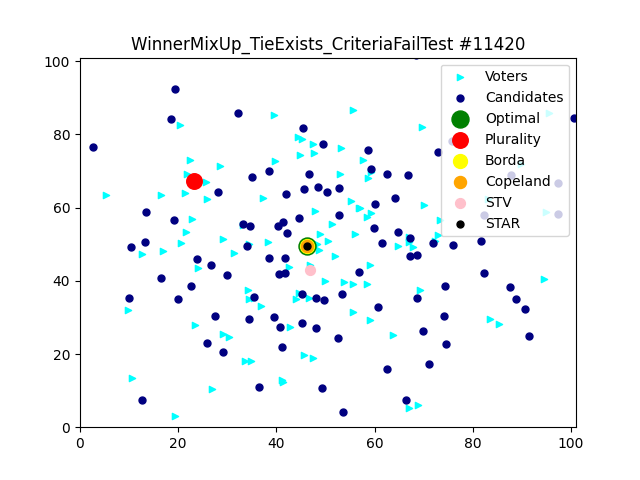 WinnerMixUp_TieExists_CriteriaFailTest #11420
100
80
60
40
20
0
0 20 40 60 80 100
Voters
Candidates
Optimal
Plurality
Borda
Copeland
STV
STAR